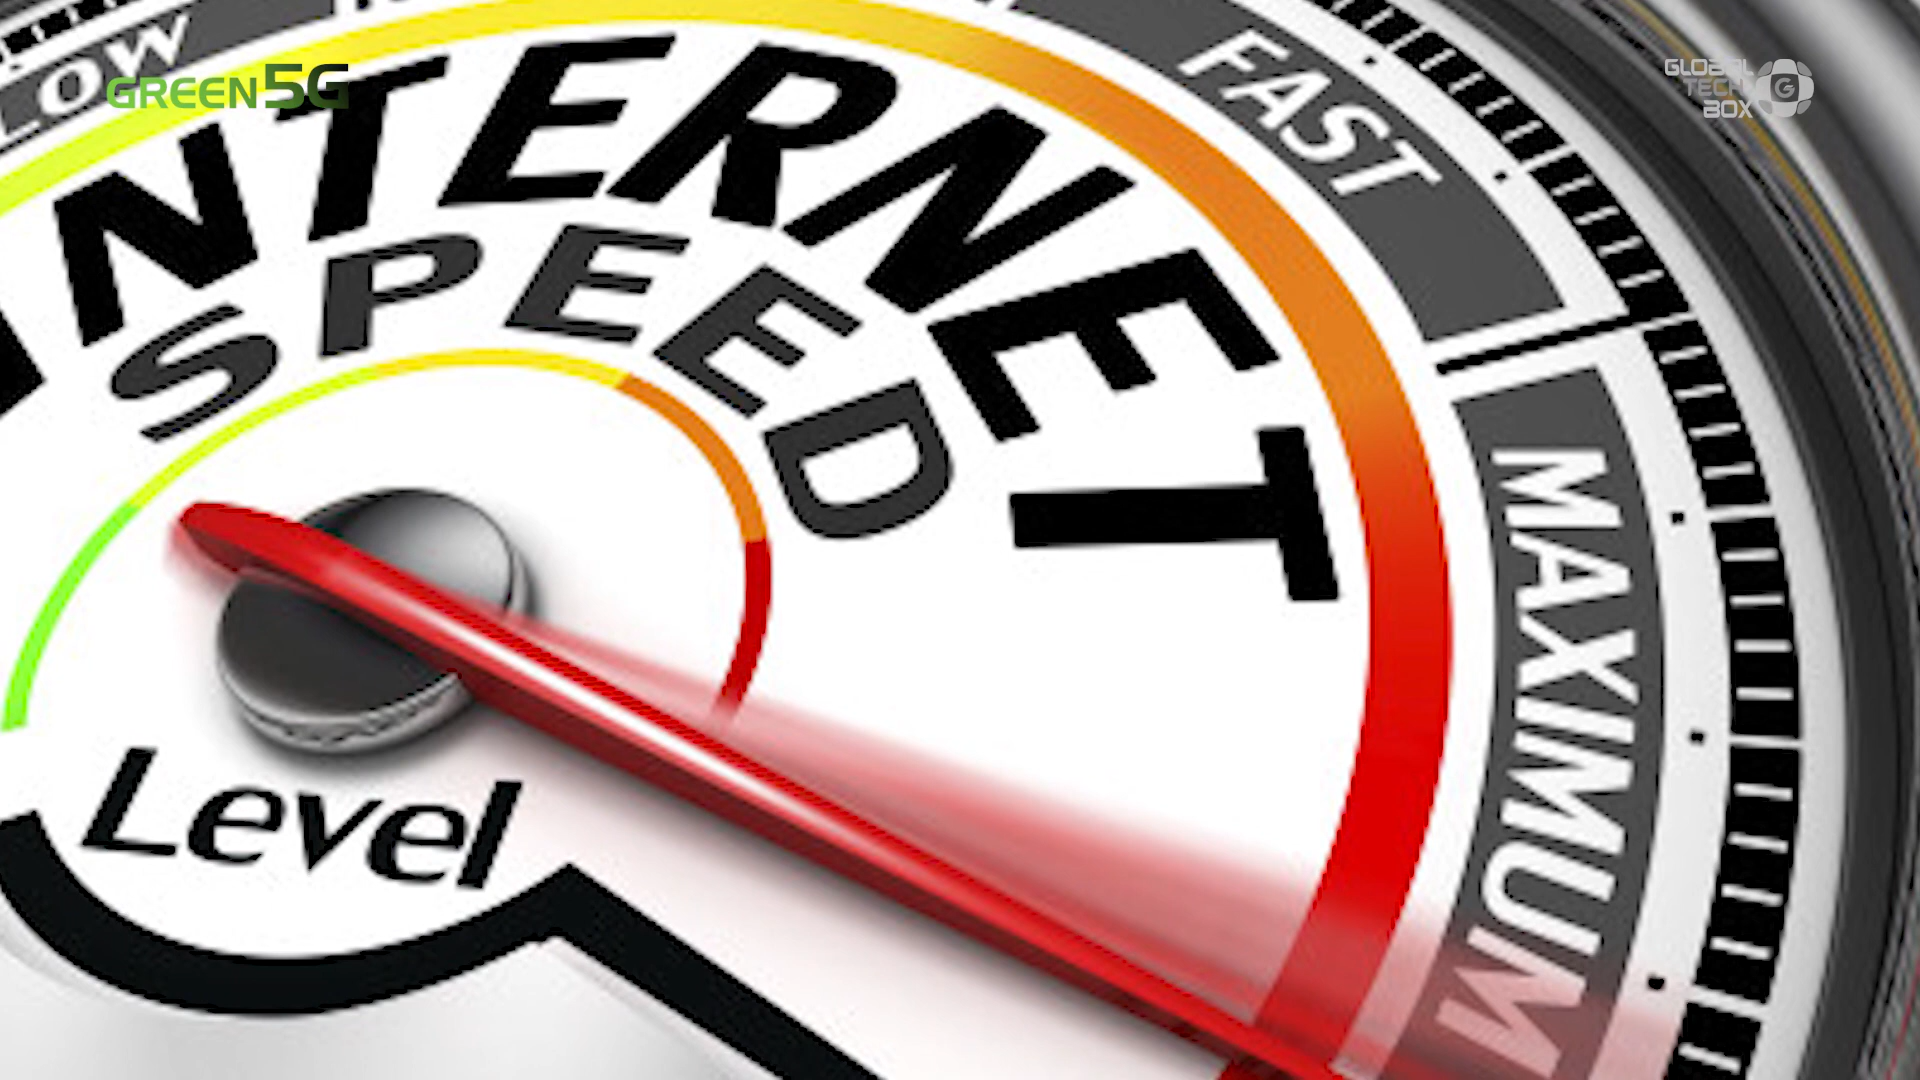 LOW
GREEN5G
FAST
GLOBAL
TECH
BOX
G
INTERNET
SPEED
MAXIMUM
Level